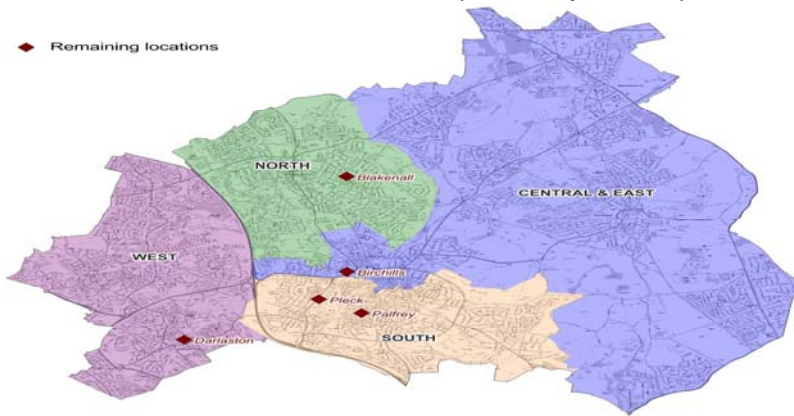 Remaining locations
NORTH
Blakenall
CENTRAL & EAST
WEST
Birchills
Pleck
Palfrey
SOUTH
Darlaston